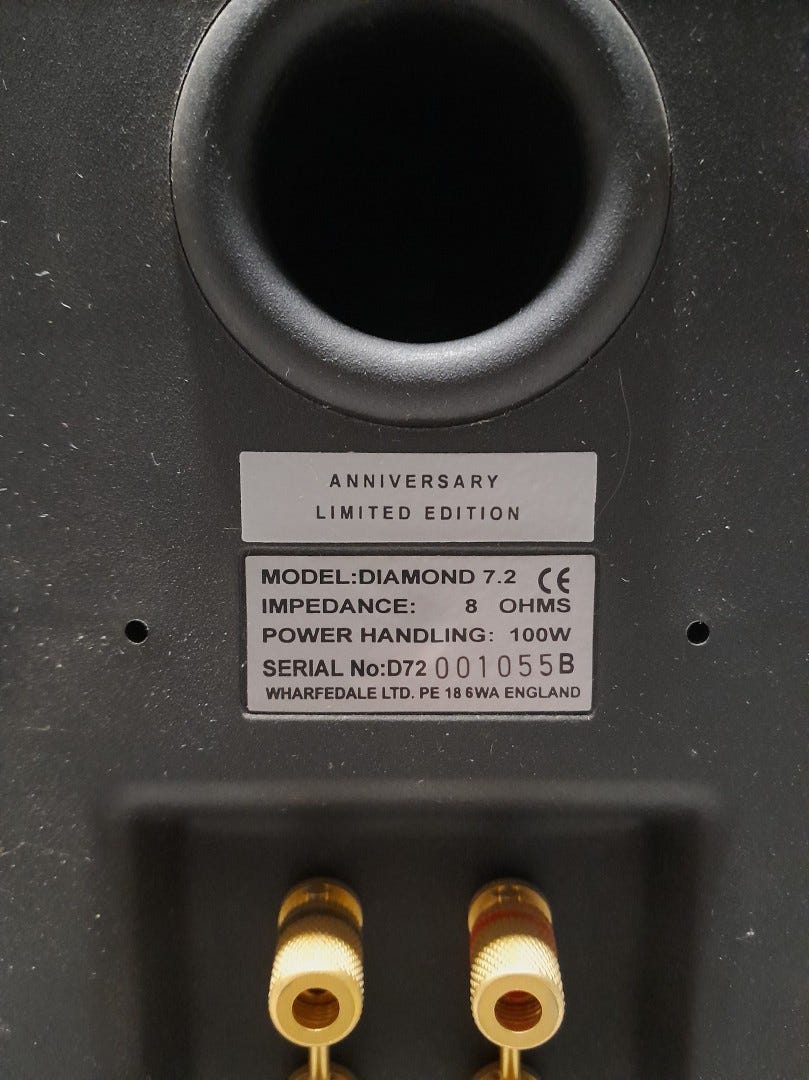 ANNIVERSARY
LIMITED EDITION
MODEL:DIAMOND 7.2 CE
IMPEDANCE: 8 OHMS
POWER HANDLING: 100W
SERIAL No:D72 001055B
WHARFEDALE LTD. PE 18 6WA ENGLAND